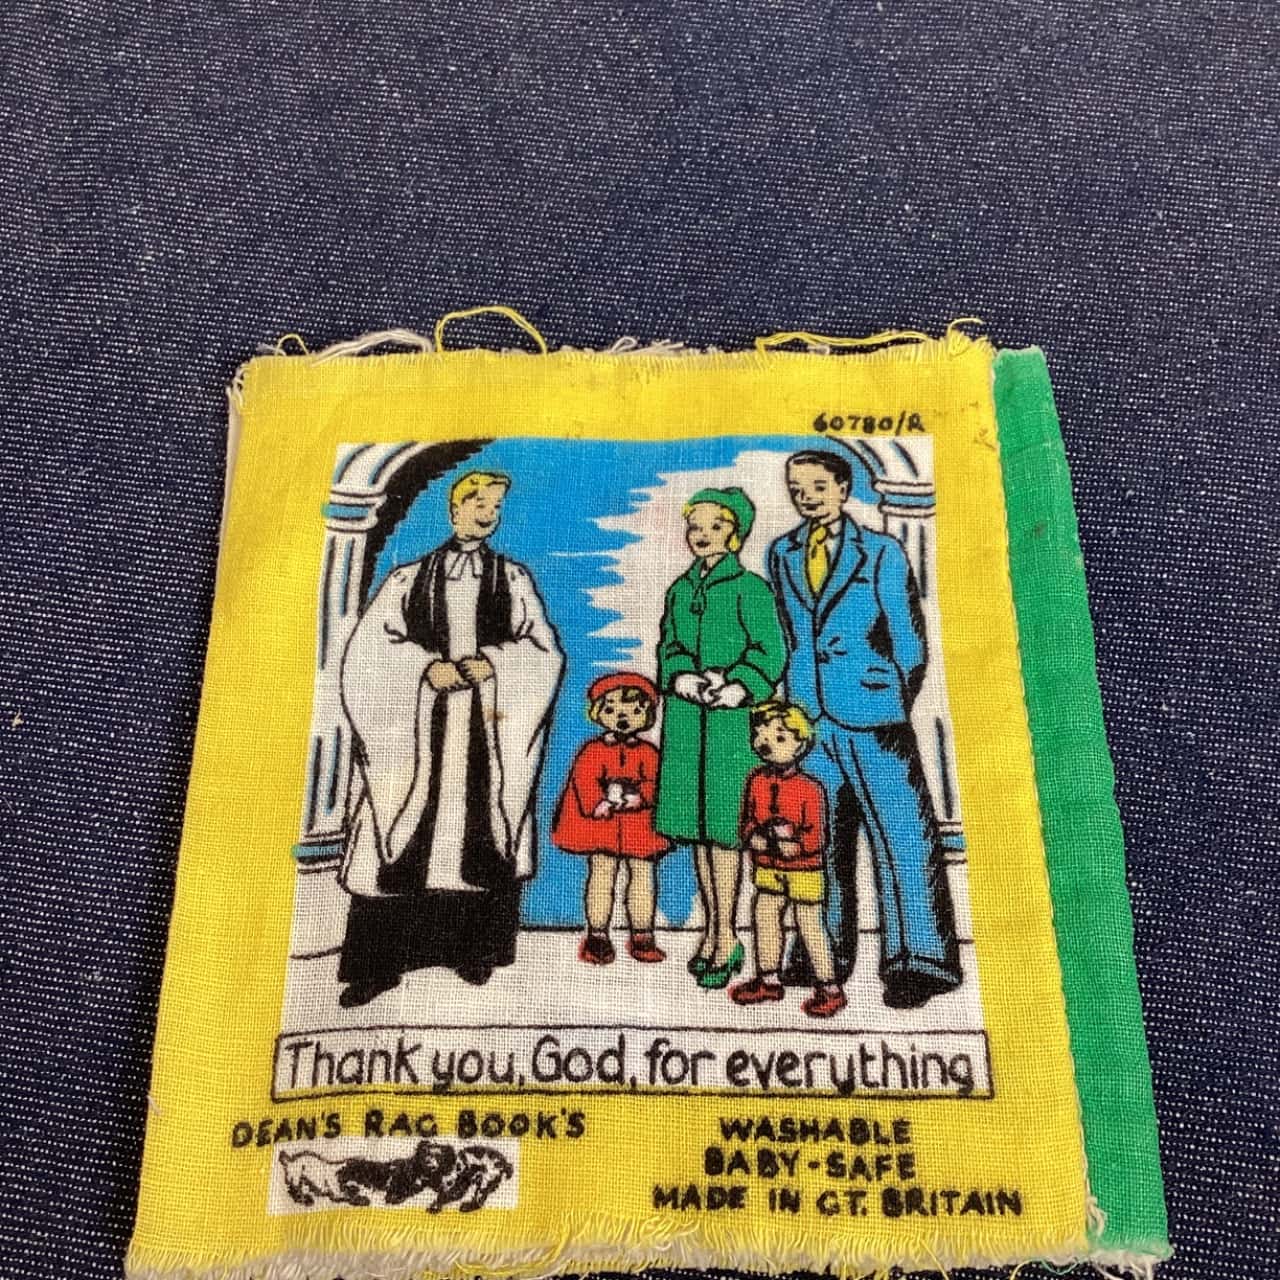 60780/R
Thank you, God, for everything
DEAN'S RAG BOOK'S
WASHABLE
BABY-SAFE
MADE IN GT. BRITAIN